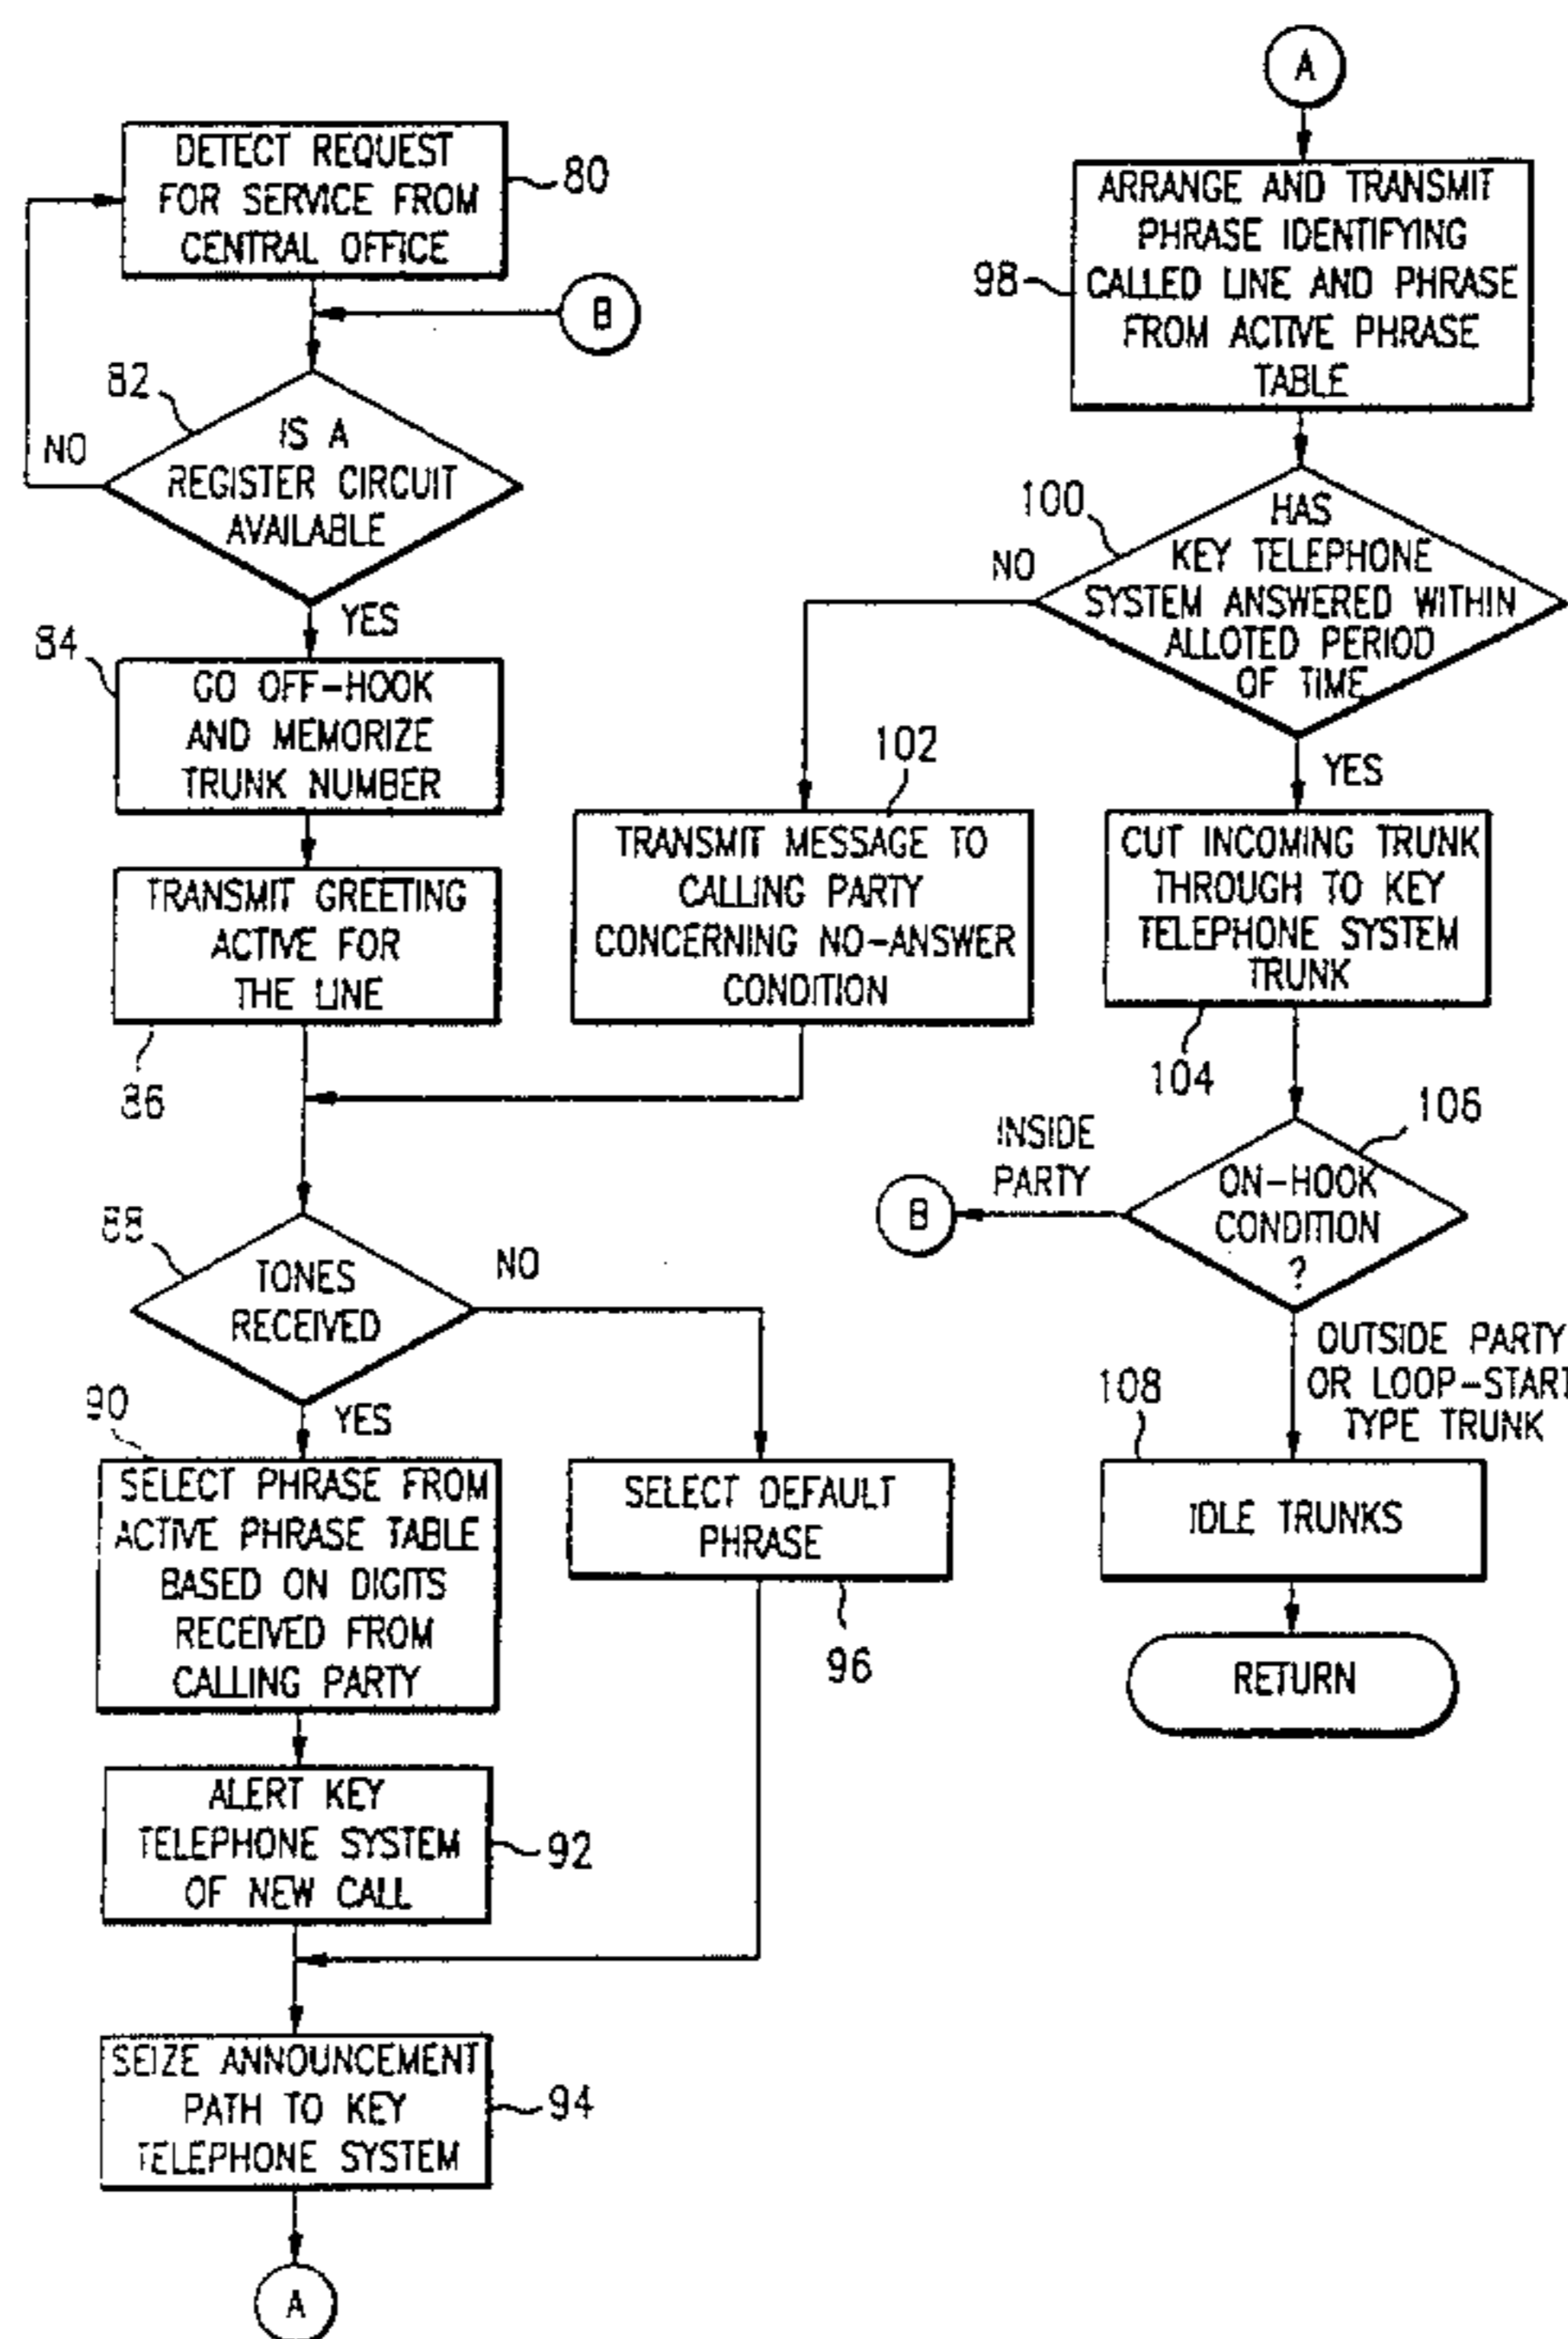 DETECT REQUEST
FOR SERVICE FROM
CENTRAL OFFICE
80
B
82
IS A
REGISTER CIRCUIT
AVAILABLE
NO
YES
84
GO OFF-HOOK
AND MEMORIZE
TRUNK NUMBER
TRANSMIT GREETING
ACTIVE FOR
THE LINE
86
88
TONES
RECEIVED
NO
YES
90
SELECT PHRASE FROM
ACTIVE PHRASE TABLE
BASED ON DIGITS
RECEIVED FROM
CALLING PARTY
SELECT DEFAULT
PHRASE
96
ALERT KEY
TELEPHONE SYSTEM
OF NEW CALL
92
SEIZE ANNOUNCEMENT
PATH TO KEY
TELEPHONE SYSTEM
94
A
A
98
ARRANGE AND TRANSMIT
PHRASE IDENTIFYING
CALLED LINE AND PHRASE
FROM ACTIVE PHRASE
TABLE
100
HAS
KEY TELEPHONE
SYSTEM ANSWERED WITHIN
ALLOTED PERIOD
OF TIME
NO
YES
102
TRANSMIT MESSAGE TO
CALLING PARTY
CONCERNING NO-ANSWER
CONDITION
CUT INCOMING TRUNK
THROUGH TO KEY
TELEPHONE SYSTEM
TRUNK
104
106
ON-HOOK
CONDITION
?
INSIDE
PARTY
B
OUTSIDE PARTY
OR LOOP-START
TYPE TRUNK
108
IDLE TRUNKS
RETURN